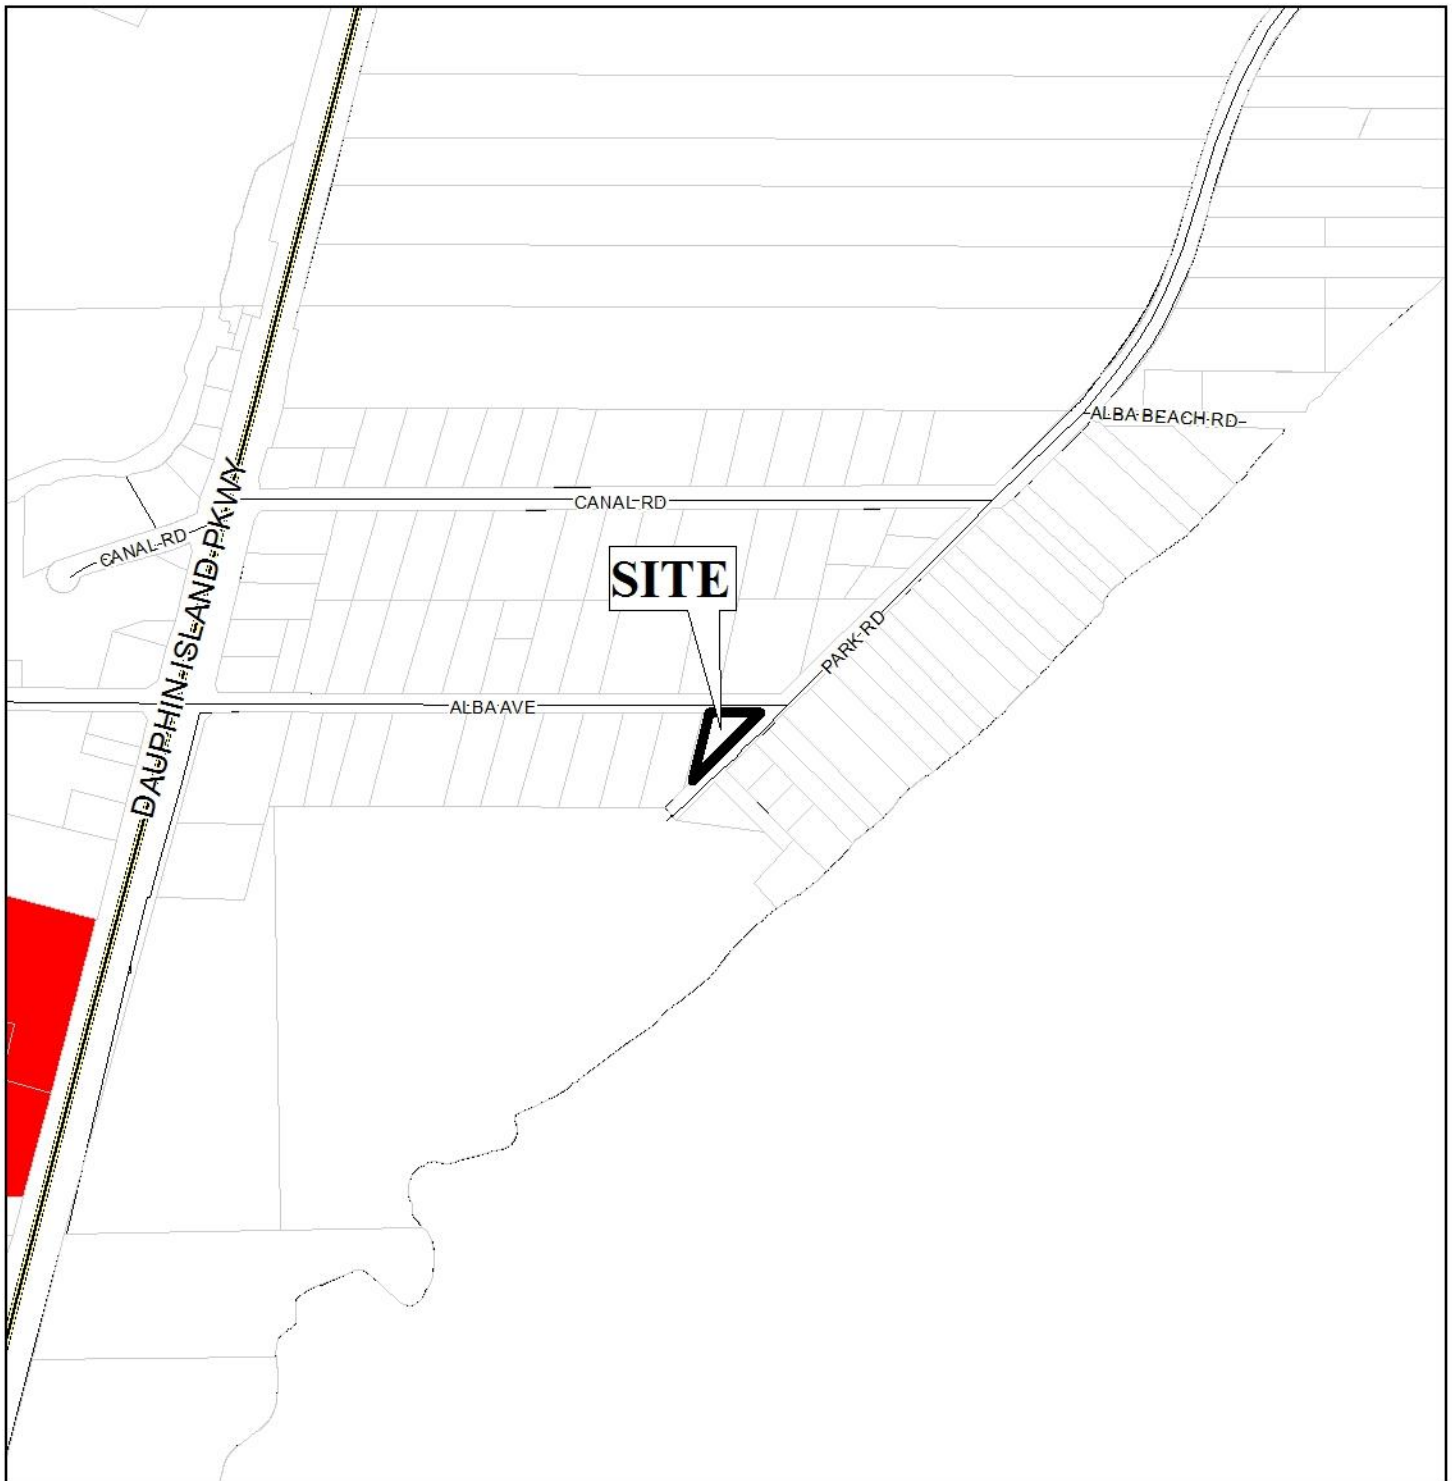 ALBA BEACH RD
CANAL RD
CANAL RD
DAUPHIN ISLAND PKWY
SITE
PARK RD
ALBA AVE